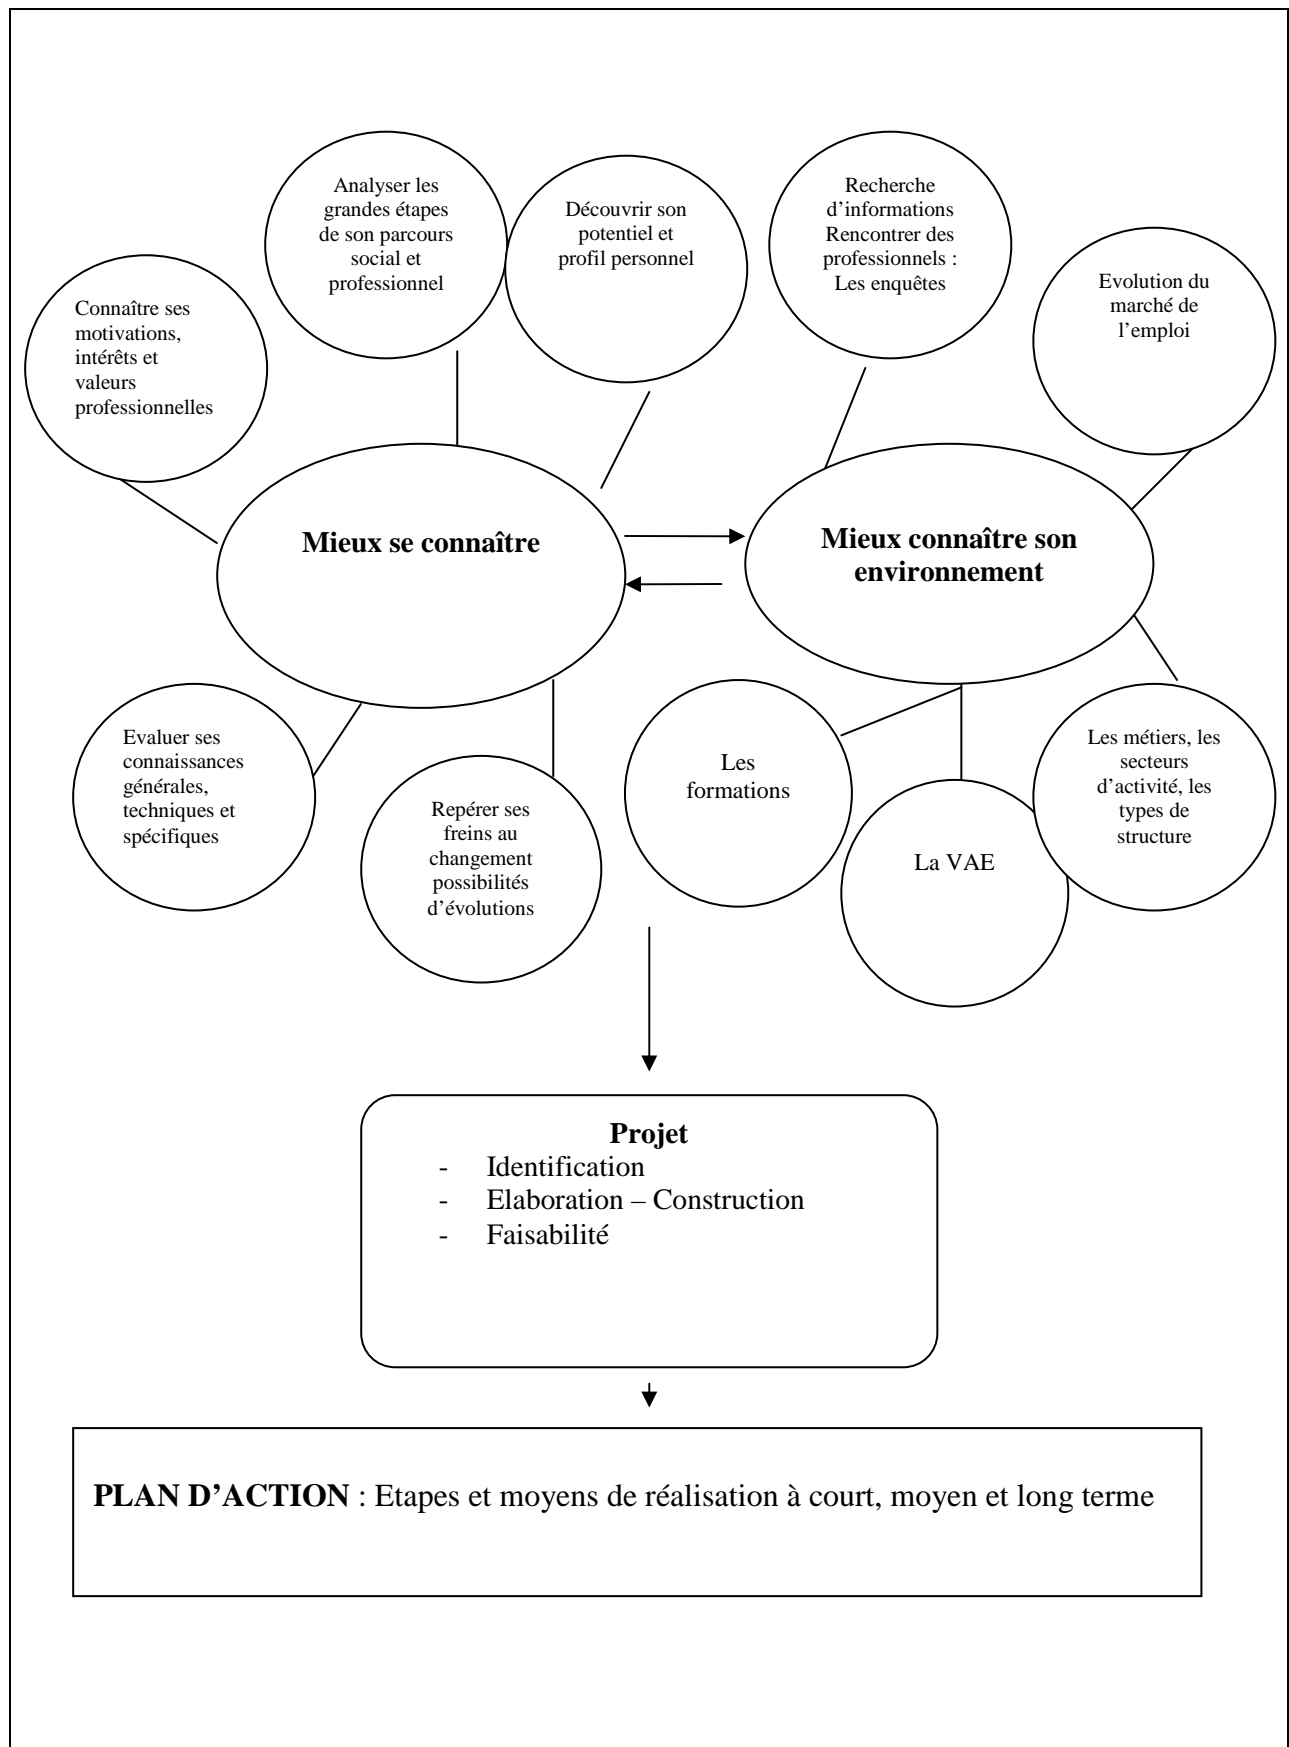 Analyser les
grandes étapes
de son parcours
social et
professionnel
Découvrir son
potentiel et
profil personnel
Recherche
d’informations
Rencontrer des
professionnels :
Les enquêtes
Evolution du
marché de
l’emploi
Connaître ses
motivations,
intérêts et
valeurs
professionnelles
Mieux se connaître
Mieux connaître son
environnement
Evaluer ses
connaissances
générales,
techniques et
spécifiques
Repérer ses
freins au
changement
possibilités
d’évolutions
Les
formations
La VAE
Les métiers, les
secteurs
d’activité, les
types de
structure
Projet
- Identification
- Elaboration – Construction
- Faisabilité
PLAN D’ACTION : Etapes et moyens de réalisation à court, moyen et long terme